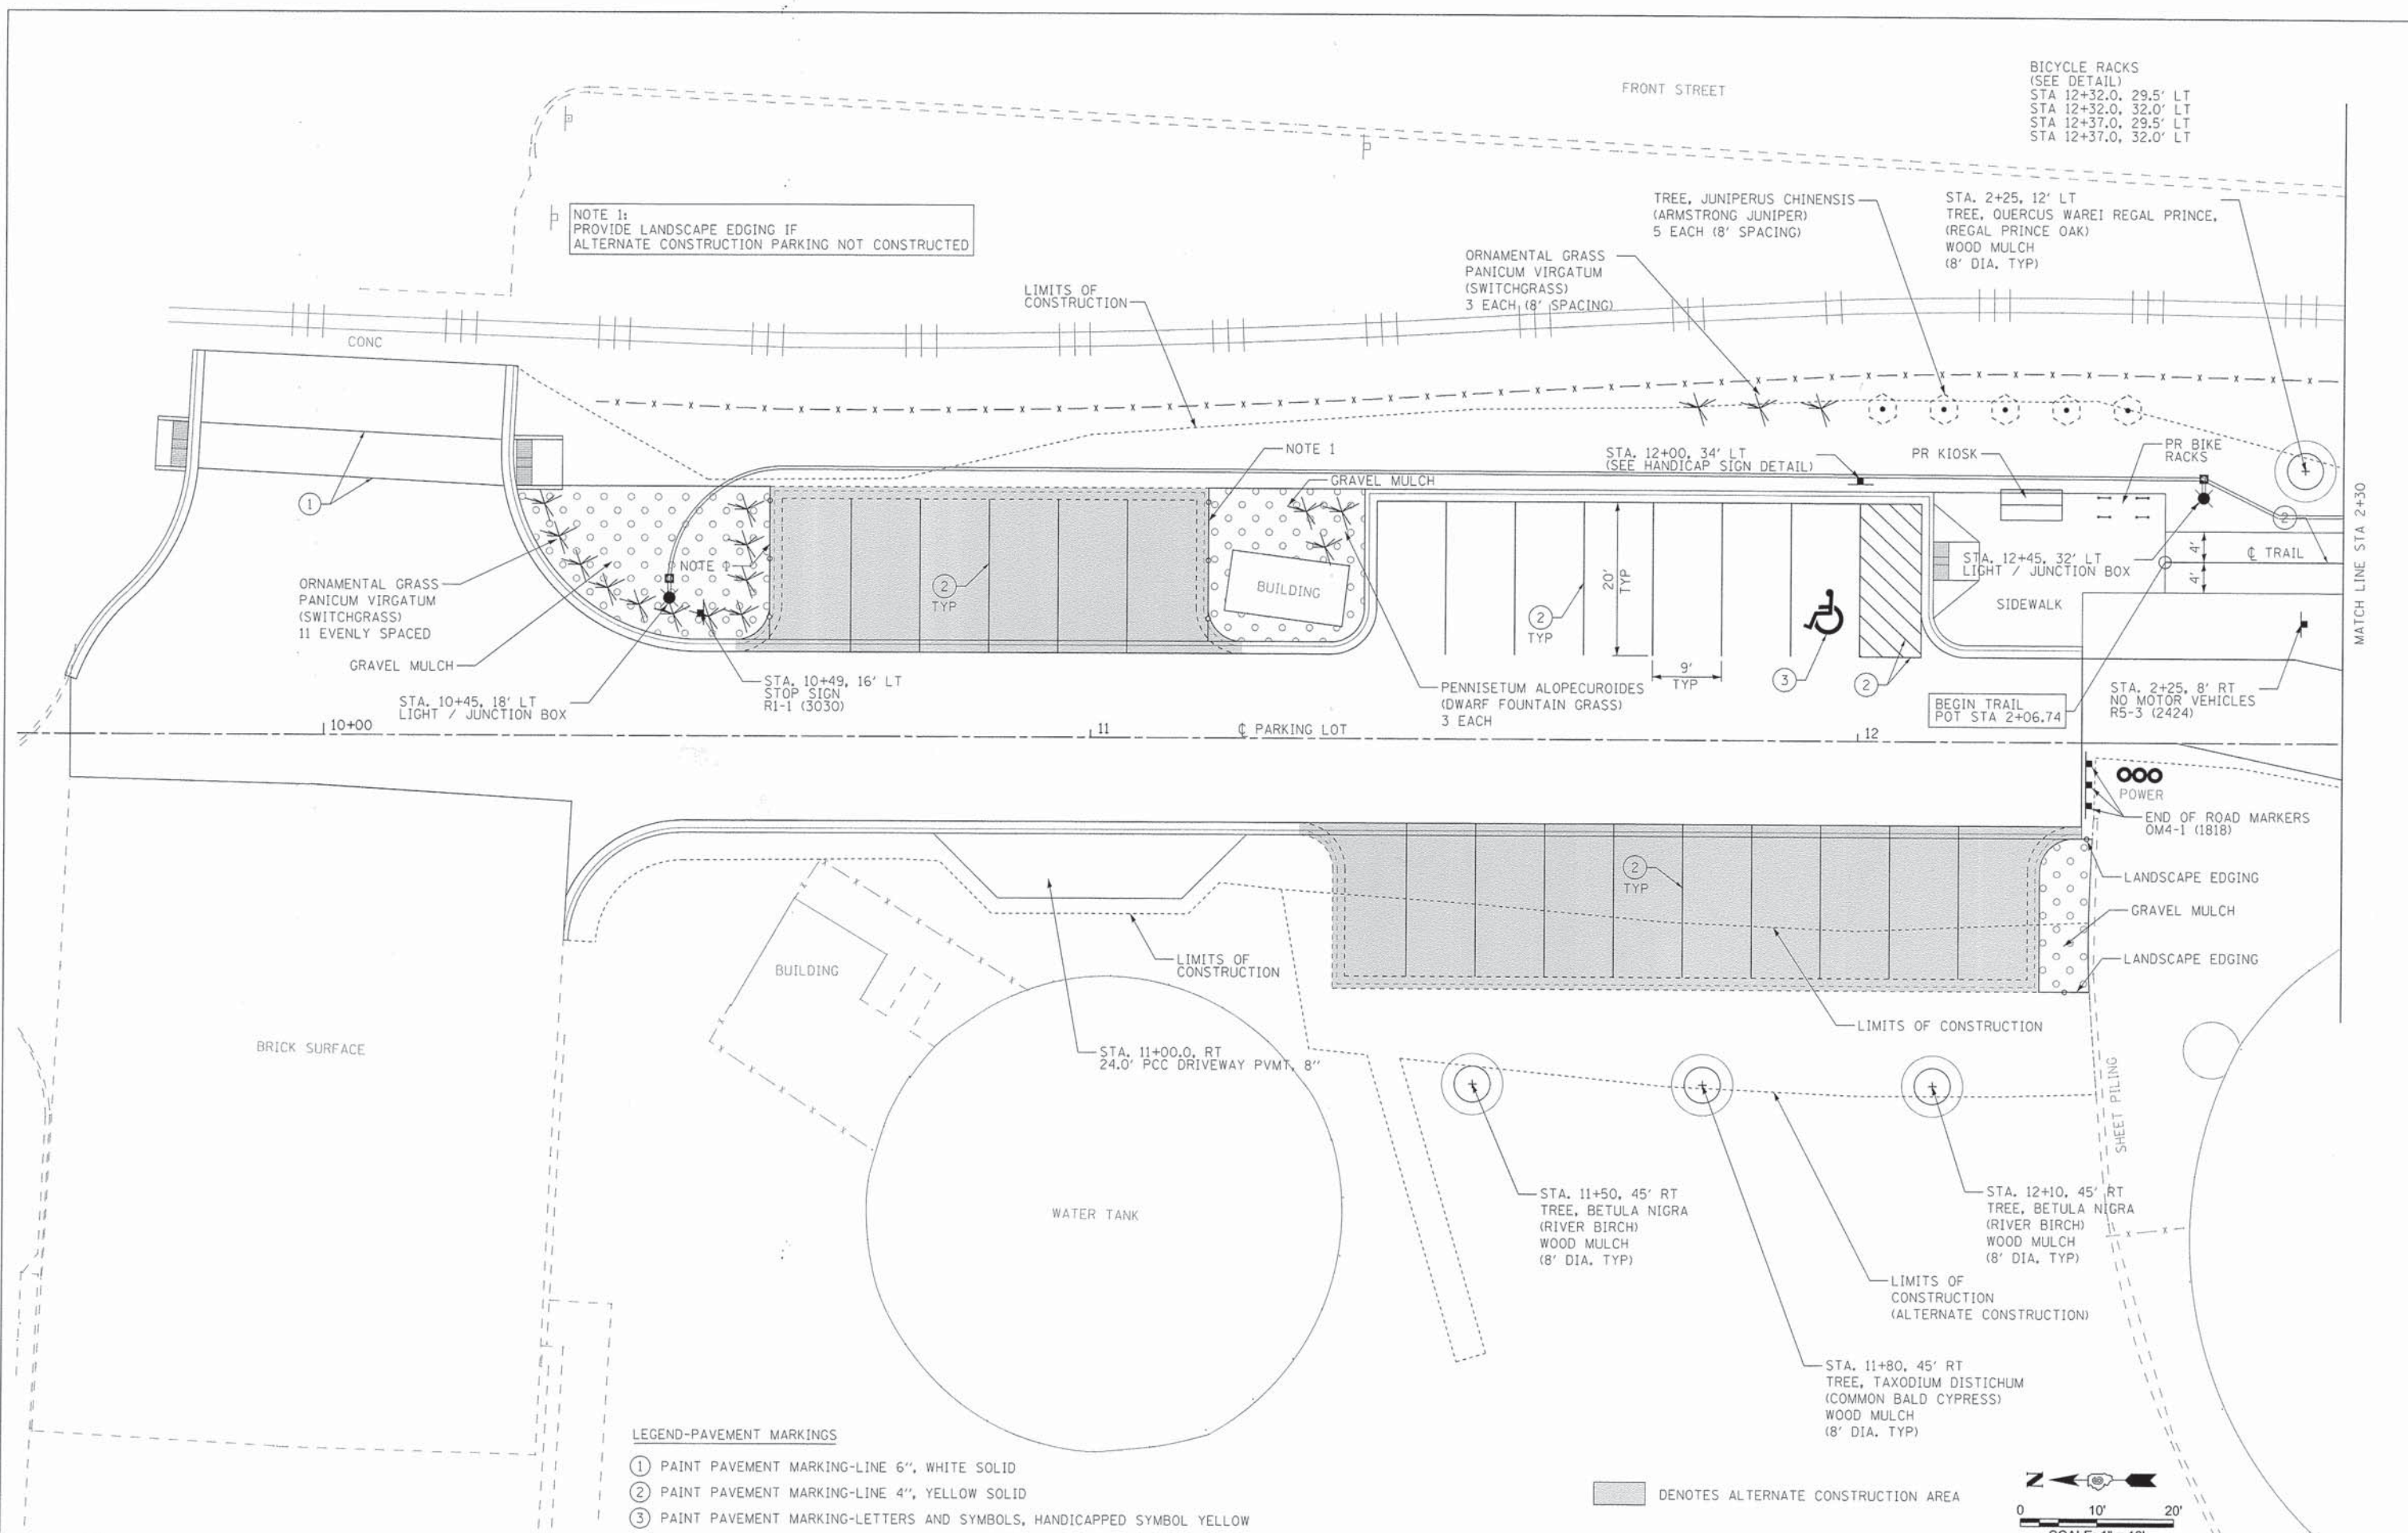 FRONT STREET
BICYCLE RACKS
(SEE DETAIL)
STA 12+32.0, 29.5' LT
STA 12+32.0, 32.0' LT
STA 12+37.0, 29.5' LT
STA 12+37.0, 32.0' LT
NOTE 1:
PROVIDE LANDSCAPE EDGING IF
ALTERNATE CONSTRUCTION PARKING NOT CONSTRUCTED
TREE, JUNIPERUS CHINENSIS
(ARMSTRONG JUNIPER)
5 EACH (8' SPACING)
STA. 2+25, 12' LT
TREE, QUERCUS WAREI REGAL PRINCE,
(REGAL PRINCE OAK)
WOOD MULCH
(8' DIA. TYP)
ORNAMENTAL GRASS
PANICUM VIRGATUM
(SWITCHGRASS)
3 EACH (8' SPACING)
LIMITS OF
CONSTRUCTION
CONC
NOTE 1
GRAVEL MULCH
STA. 12+00, 34' LT
(SEE HANDICAP SIGN DETAIL)
PR KIOSK
PR BIKE
RACKS
1
2
MATCH LINE STA 2+30
NOTE 1
2
TYP
BUILDING
2
TYP
20'
TYP
9'
TYP
3
2
STA. 12+45, 32' LT
LIGHT / JUNCTION BOX
4'
4'
℄ TRAIL
SIDEWALK
ORNAMENTAL GRASS
PANICUM VIRGATUM
(SWITCHGRASS)
11 EVENLY SPACED
GRAVEL MULCH
STA. 10+45, 18' LT
LIGHT / JUNCTION BOX
STA. 10+49, 16' LT
STOP SIGN
R1-1 (3030)
PENNISETUM ALOPECUROIDES
(DWARF FOUNTAIN GRASS)
3 EACH
BEGIN TRAIL
POT STA 2+06.74
STA. 2+25, 8' RT
NO MOTOR VEHICLES
R5-3 (2424)
10+00
11
℄ PARKING LOT
12
POWER
END OF ROAD MARKERS
OM4-1 (1818)
2
TYP
LANDSCAPE EDGING
GRAVEL MULCH
LANDSCAPE EDGING
BUILDING
LIMITS OF
CONSTRUCTION
LIMITS OF CONSTRUCTION
BRICK SURFACE
STA. 11+00.0, RT
24.0' PCC DRIVEWAY PVMT, 8"
SHEET PILING
WATER TANK
STA. 11+50, 45' RT
TREE, BETULA NIGRA
(RIVER BIRCH)
WOOD MULCH
(8' DIA. TYP)
STA. 12+10, 45' RT
TREE, BETULA NIGRA
(RIVER BIRCH)
WOOD MULCH
(8' DIA. TYP)
LIMITS OF
CONSTRUCTION
(ALTERNATE CONSTRUCTION)
STA. 11+80, 45' RT
TREE, TAXODIUM DISTICHUM
(COMMON BALD CYPRESS)
WOOD MULCH
(8' DIA. TYP)
LEGEND-PAVEMENT MARKINGS
1 PAINT PAVEMENT MARKING-LINE 6", WHITE SOLID
2 PAINT PAVEMENT MARKING-LINE 4", YELLOW SOLID
3 PAINT PAVEMENT MARKING-LETTERS AND SYMBOLS, HANDICAPPED SYMBOL YELLOW
DENOTES ALTERNATE CONSTRUCTION AREA
N
0 10' 20'